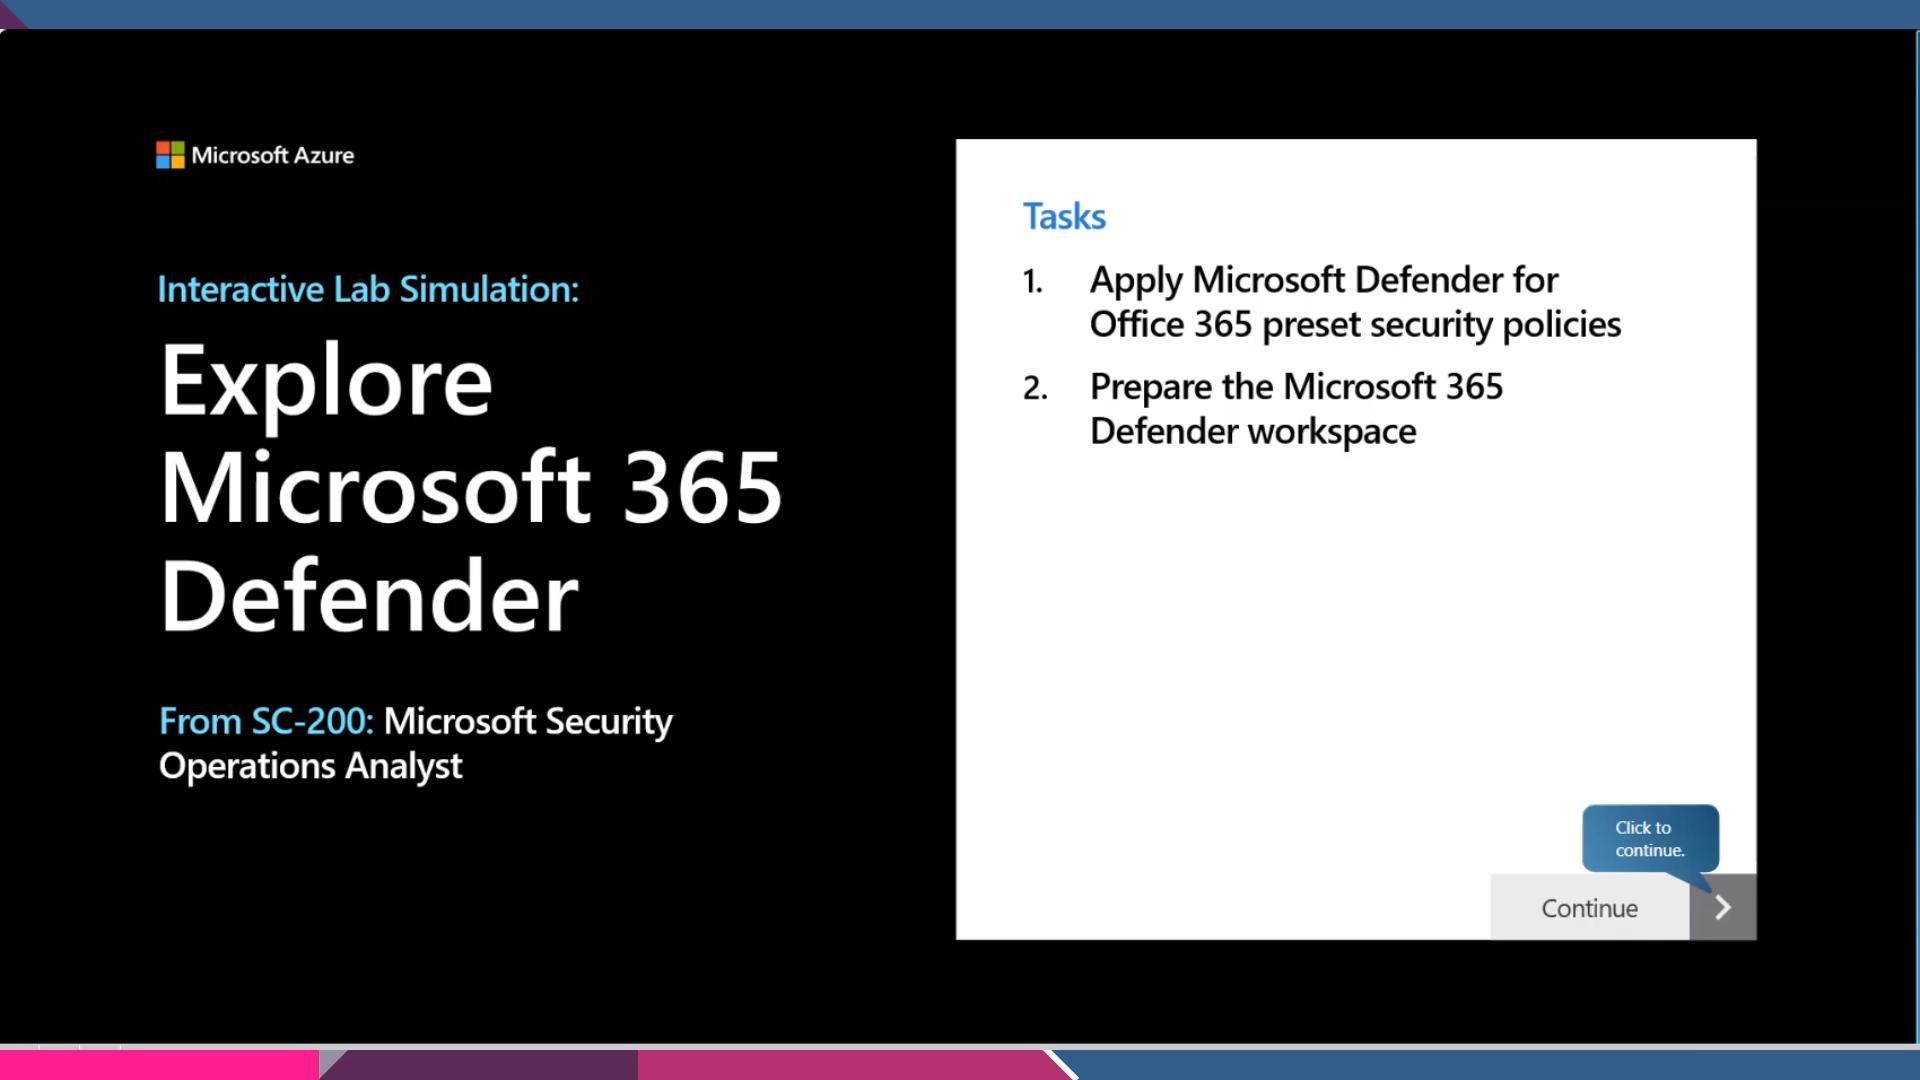 Microsoft Azure
Interactive Lab Simulation:
Explore
Microsoft 365
Defender
From SC-200: Microsoft Security
Operations Analyst
Tasks
1. Apply Microsoft Defender for
Office 365 preset security policies
2. Prepare the Microsoft 365
Defender workspace
Click to
continue.
Continue